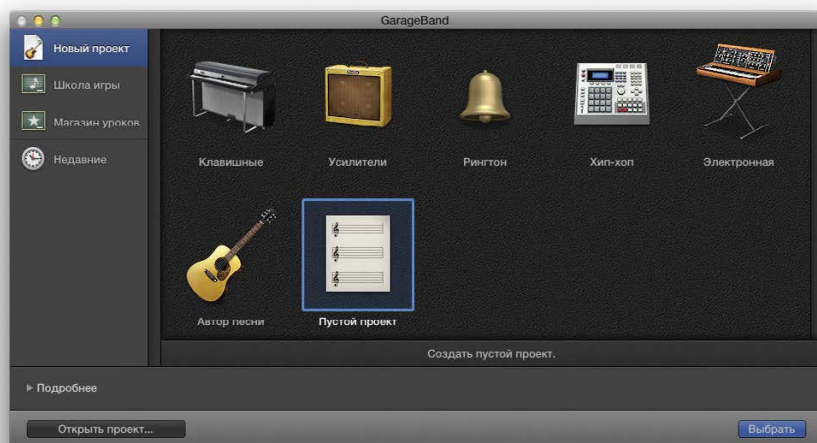 GarageBand
Новый проект
Школа игры
Магазин уроков
Недавние
Клавишные
Усилители
Рингтон
Хип-хоп
Электронная
Автор песни
Пустой проект
Создать пустой проект.
Подробнее
Открыть проект...
Выбрать